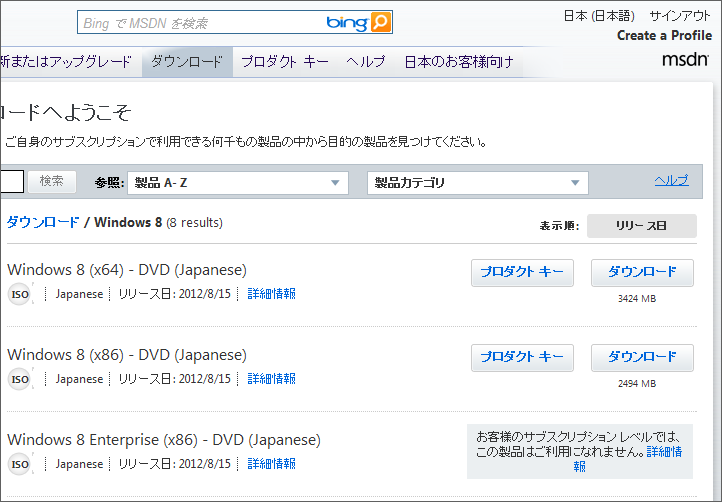 Bing で MSDN を検索 bing
日本 (日本語) サインアウト
Create a Profile
新またはアップグレード ダウンロード プロダクト キー ヘルプ 日本のお客様向け
msdn
ロードへようこそ
ご自身のサブスクリプションで利用できる何千もの製品の中から目的の製品を見つけてください。
検索 参照: 製品 A- Z 製品カテゴリ ヘルプ
ダウンロード / Windows 8 (8 results) 表示順: リリース日
Windows 8 (x64) - DVD (Japanese) プロダクト キー ダウンロード
ISO Japanese リリース日: 2012/8/15 詳細情報 3424 MB
Windows 8 (x86) - DVD (Japanese) プロダクト キー ダウンロード
ISO Japanese リリース日: 2012/8/15 詳細情報 2494 MB
Windows 8 Enterprise (x86) - DVD (Japanese)
ISO Japanese リリース日: 2012/8/15 詳細情報
お客様のサブスクリプション レベルでは、
この製品はご利用になれません。詳細情
報